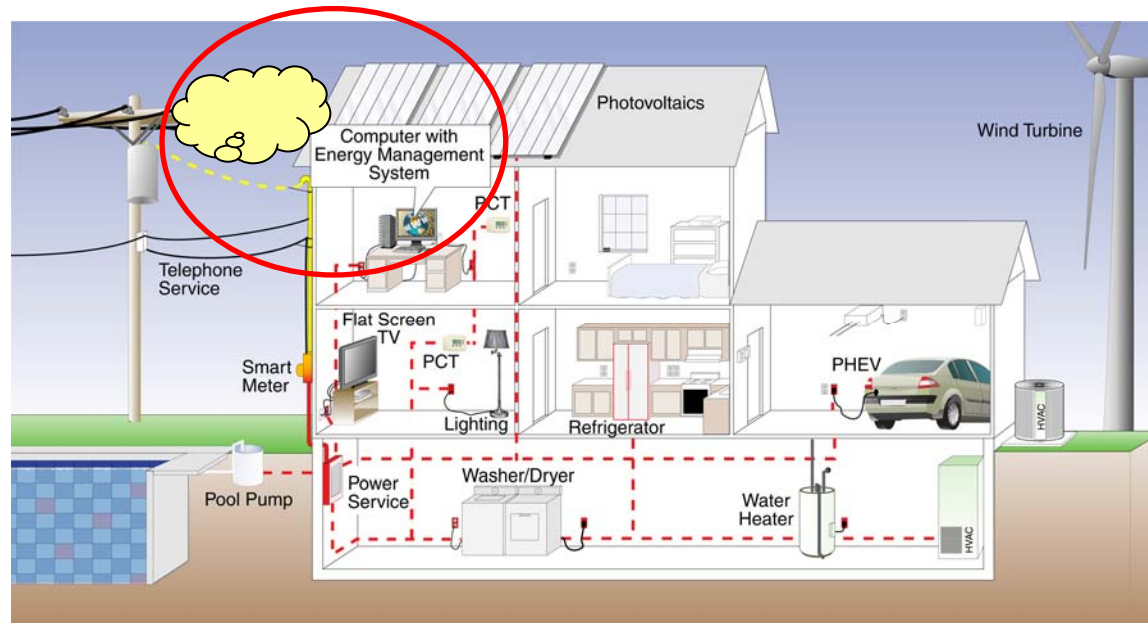 Photovoltaics
Wind Turbine
Computer with
Energy Management
System
PCT
Telephone
Service
Flat Screen
TV
PCT
Smart
Meter
PHEV
HVAC
Lighting
Refrigerator
Pool Pump
Power
Service
Washer/Dryer
Water
Heater
HVAC